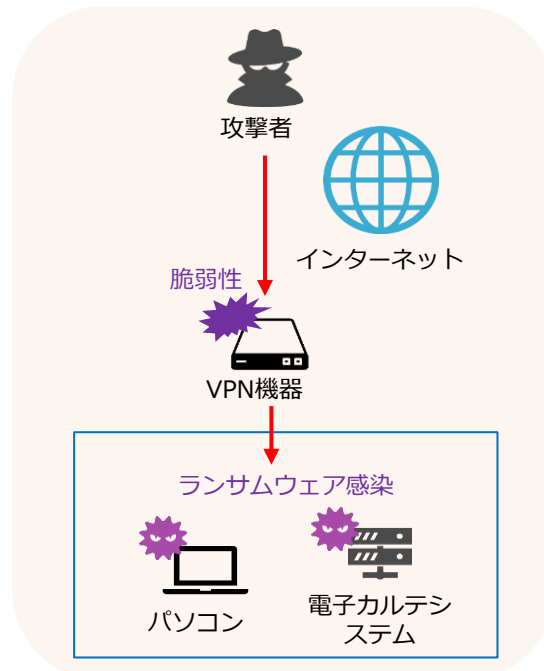 攻撃者
インターネット
脆弱性
VPN機器
ランサムウェア感染
パソコン
電子カルテシ
ステム